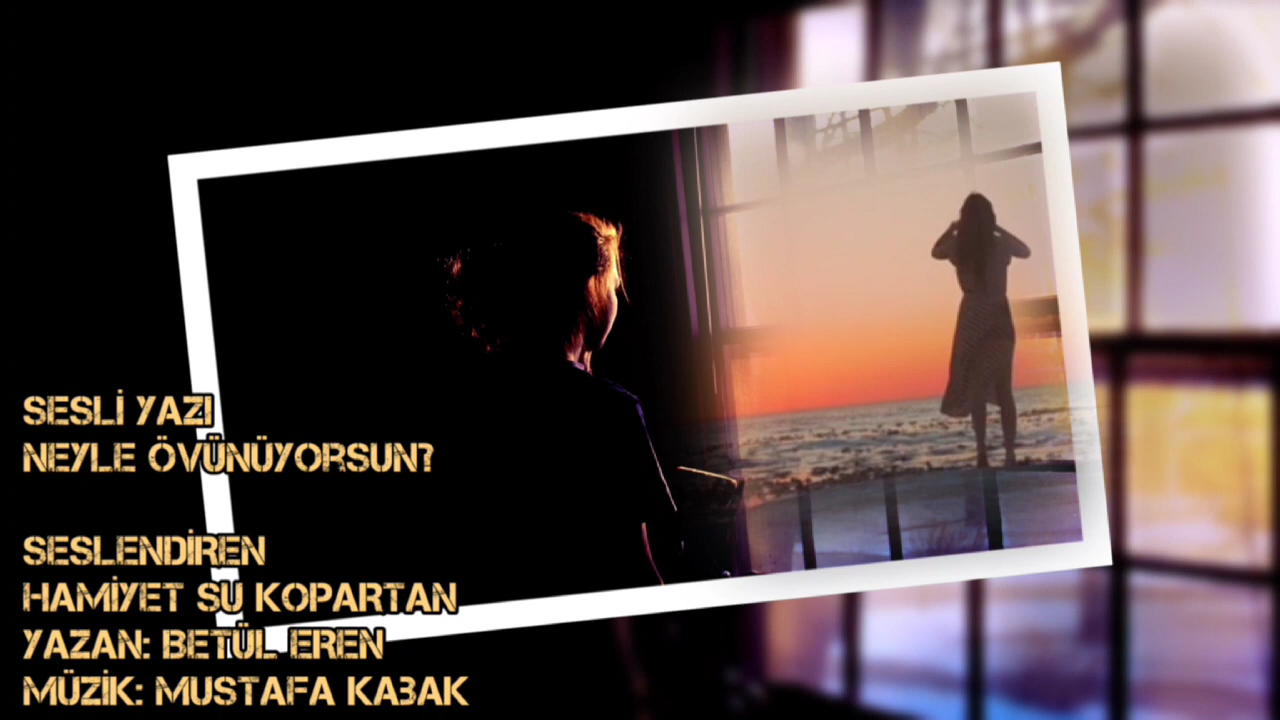 SESLİ YAZI
NEYLE ÖVÜNÜYORSUN?
SESLENDİREN
HAMİYET SU KOPARTAN
YAZAN: BETÜL EREN
MÜZİK: MUSTAFA KABAK